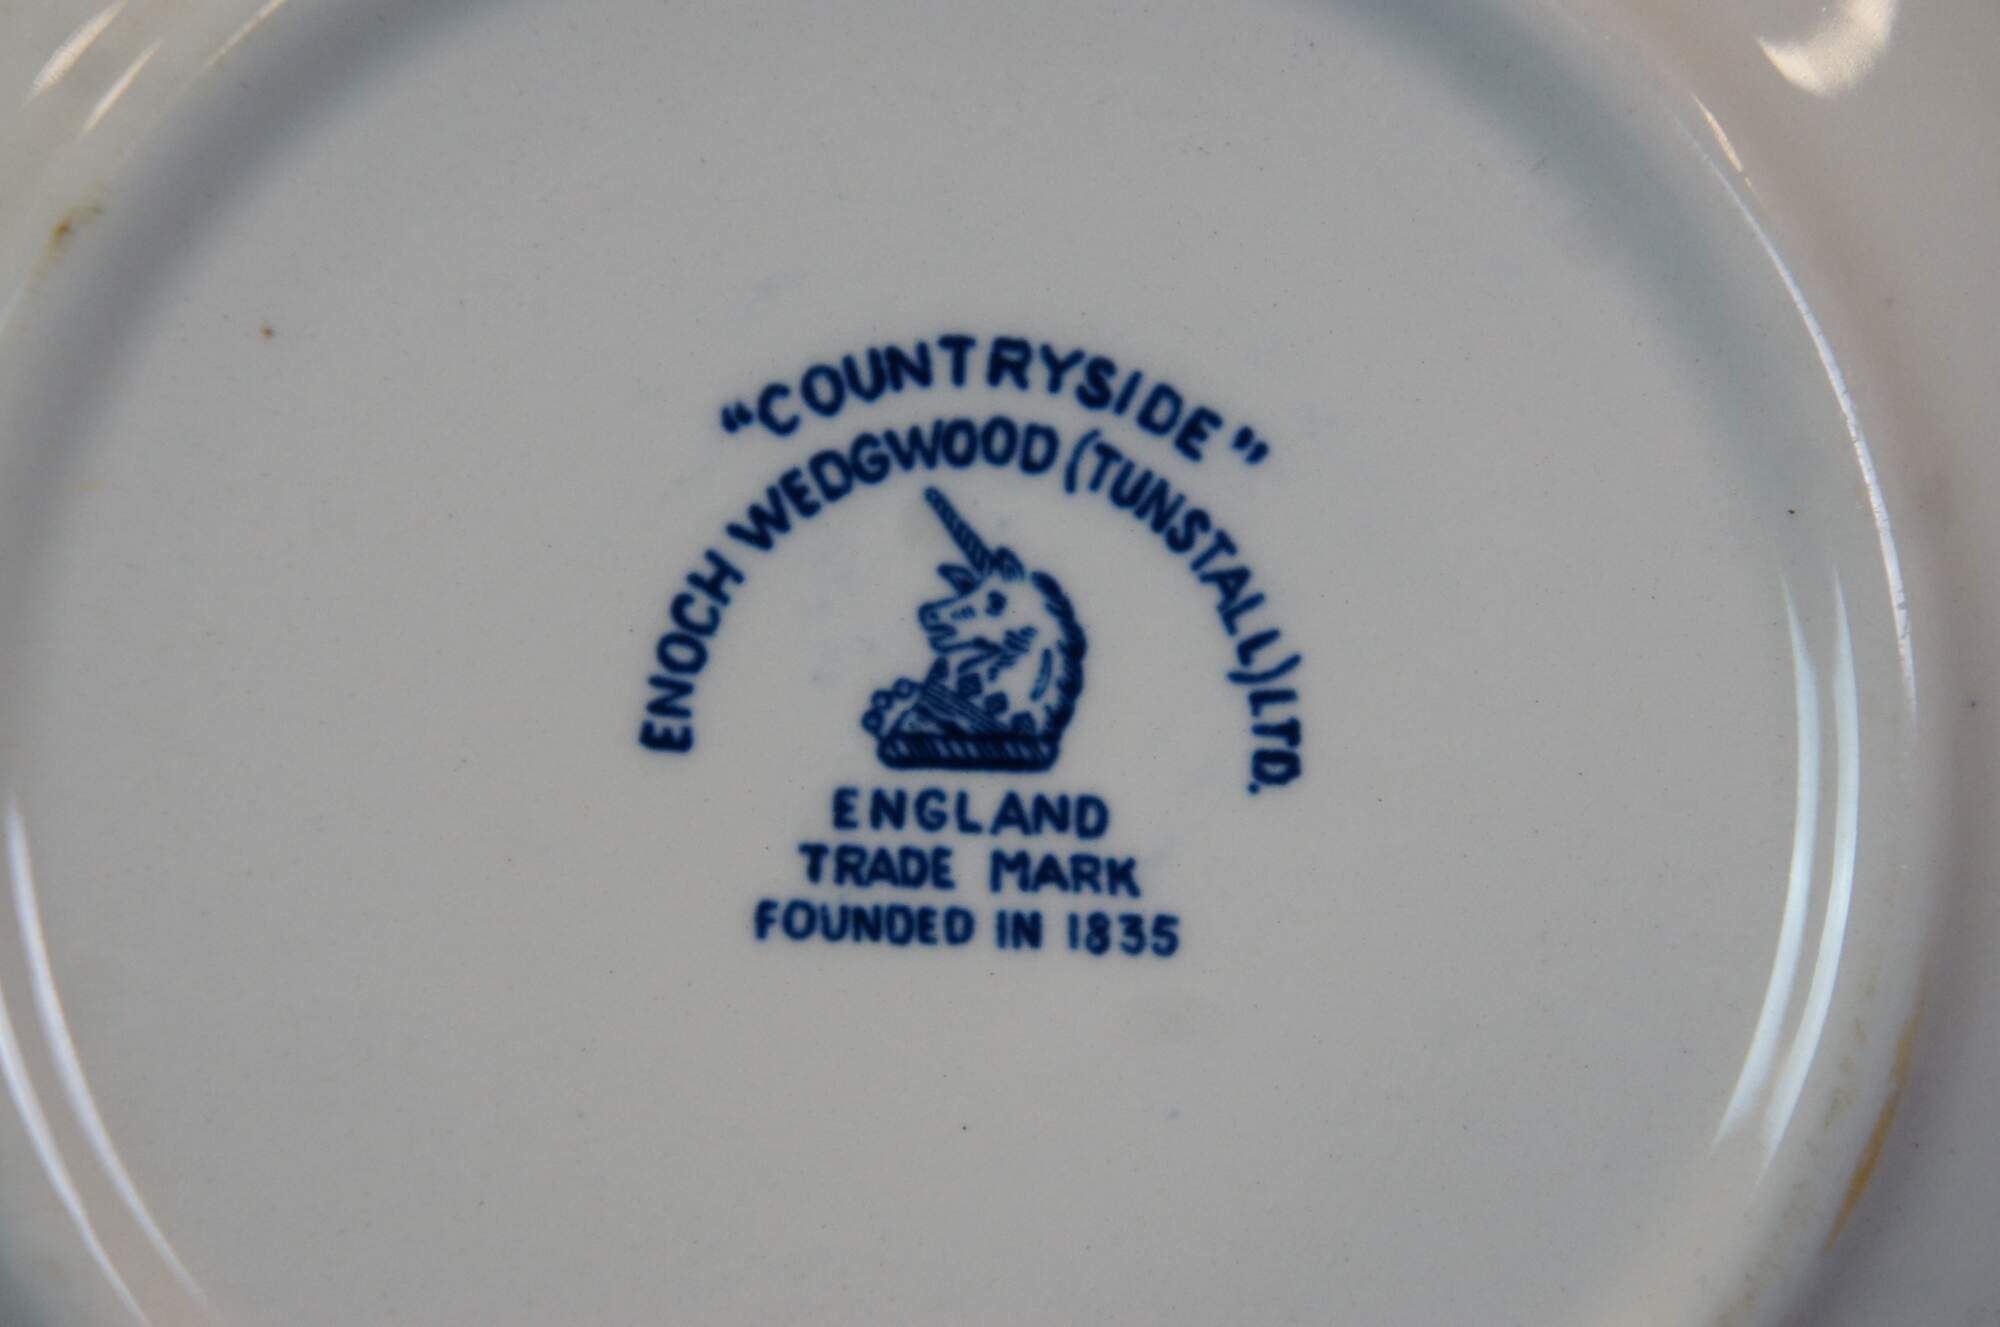 "COUNTRYSIDE"
ENOCH WEDGWOOD (TUNSTALL) LTD.
ENGLAND
TRADE MARK
FOUNDED IN 1835